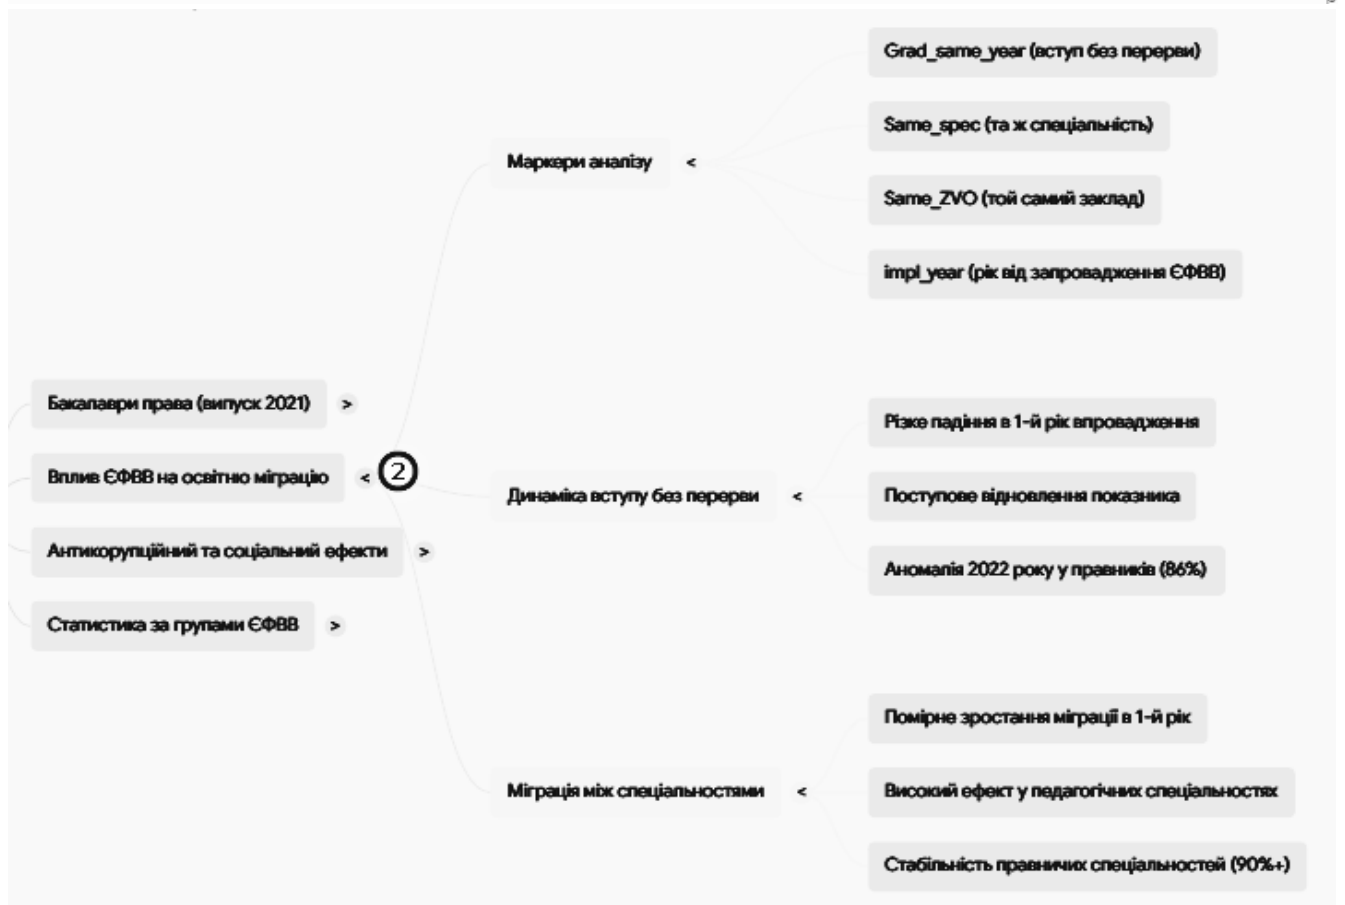 Grad_same_year (вступ без перерви)
Same_spec (та ж спеціальність)
Маркери аналізу <
Same_ZVO (той самий заклад)
impl_year (рік від запровадження ЄФВВ)
Бакалаври права (випуск 2021) >
Вплив ЄФВВ на освітню міграцію < 2
Антикорупційний та соціальний ефекти >
Статистика за групами ЄФВВ >
Різке падіння в 1-й рік впровадження
Динаміка вступу без перерви <
Поступове відновлення показника
Аномалія 2022 року у правників (86%)
Помірне зростання міграції в 1-й рік
Міграція між спеціальностями <
Високий ефект у педагогічних спеціальностях
Стабільність правничих спеціальностей (90%+)